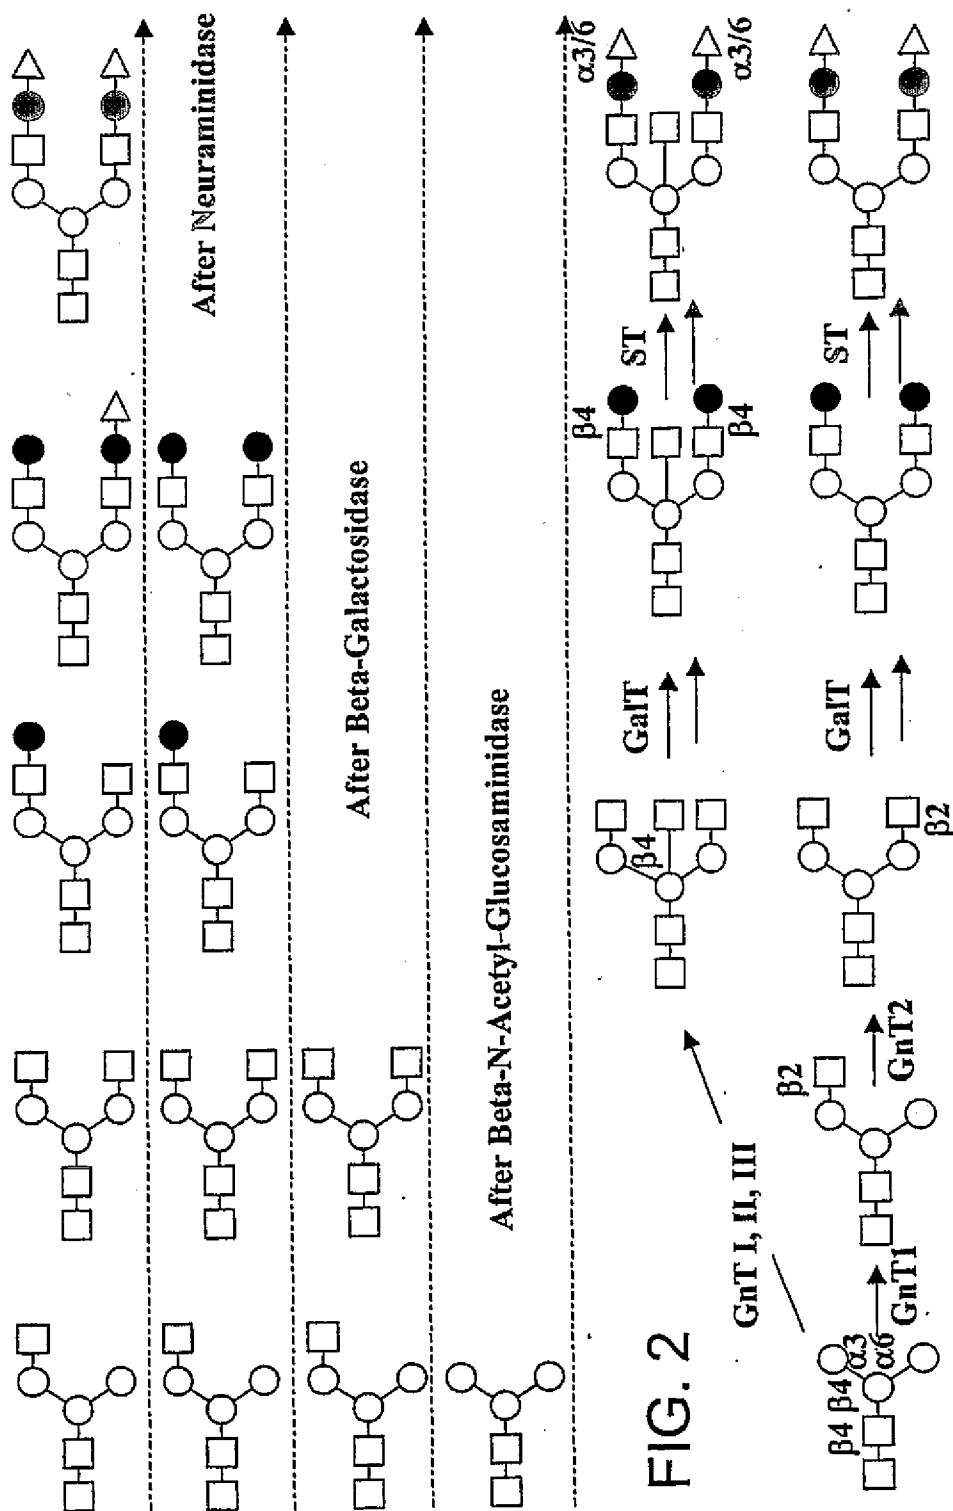 After Neuraminidase
After Beta-Galactosidase
After Beta-N-Acetyl-Glucosaminidase
FIG. 2
GnT I, II, III
β4
GalT
β4
β4
ST
α3/6
α3/6
β4 β4
α3
α6
GnT1
β2
GnT2
β2
GalT
ST